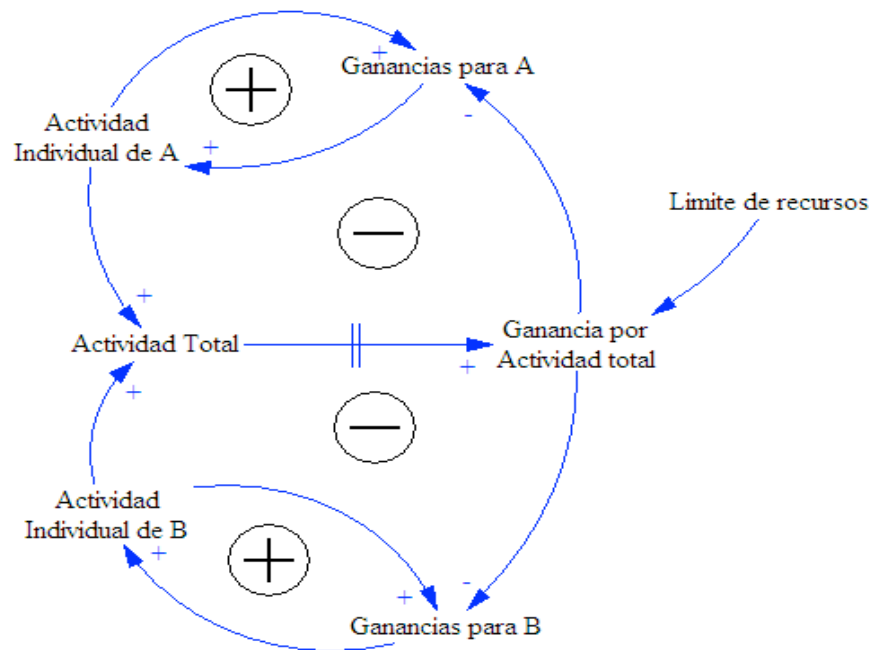 Ganancias para A
+
+
Actividad
Individual de A
+
-
Limite de recursos
+
Actividad Total
Ganancia por
Actividad total
+
+
Actividad
Individual de B
+
+
-
Ganancias para B